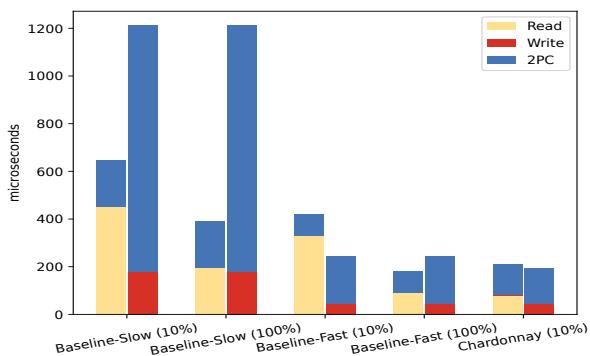 1200
1000
800
600
400
200
0
microseconds
Read
Write
2PC
Baseline-Slow (10%)
Baseline-Slow (100%)
Baseline-Fast (10%)
Baseline-Fast (100%)
Chardonnay (10%)